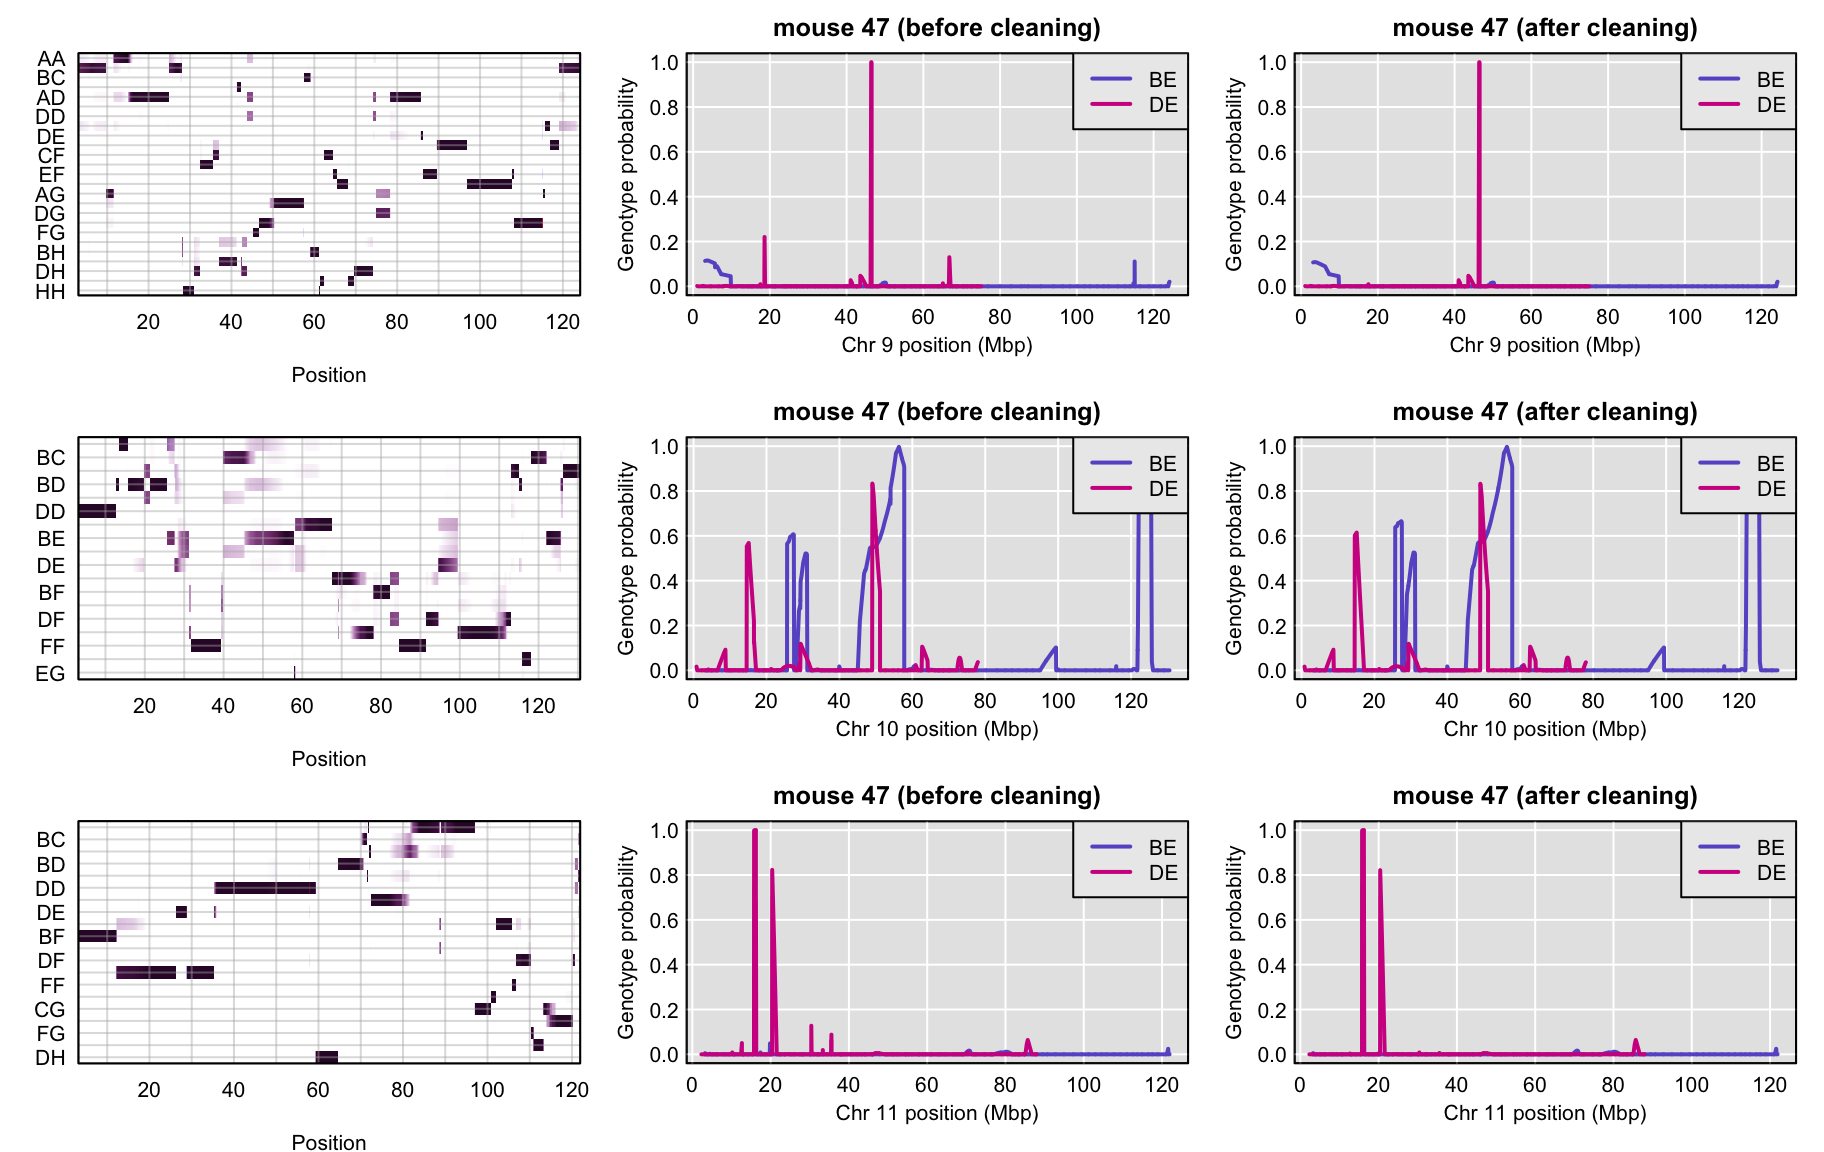 mouse 47 (before cleaning)
mouse 47 (after cleaning)
AA
BC
AD
DD
DE
CF
EF
AG
DG
FG
BH
DH
HH
20 40 60 80 100 120
Position
Genotype probability
1.0
0.8
0.6
0.4
0.2
0.0
BE
DE
0 20 40 60 80 100 120
Chr 9 position (Mbp)
Genotype probability
1.0
0.8
0.6
0.4
0.2
0.0
BE
DE
0 20 40 60 80 100 120
Chr 9 position (Mbp)
mouse 47 (before cleaning)
mouse 47 (after cleaning)
BC
BD
DD
BE
DE
BF
DF
FF
EG
20 40 60 80 100 120
Position
Genotype probability
1.0
0.8
0.6
0.4
0.2
0.0
BE
DE
0 20 40 60 80 100 120
Chr 10 position (Mbp)
Genotype probability
1.0
0.8
0.6
0.4
0.2
0.0
BE
DE
0 20 40 60 80 100 120
Chr 10 position (Mbp)
mouse 47 (before cleaning)
mouse 47 (after cleaning)
BC
BD
DD
DE
BF
DF
FF
CG
FG
DH
20 40 60 80 100 120
Position
Genotype probability
1.0
0.8
0.6
0.4
0.2
0.0
BE
DE
0 20 40 60 80 100 120
Chr 11 position (Mbp)
Genotype probability
1.0
0.8
0.6
0.4
0.2
0.0
BE
DE
0 20 40 60 80 100 120
Chr 11 position (Mbp)